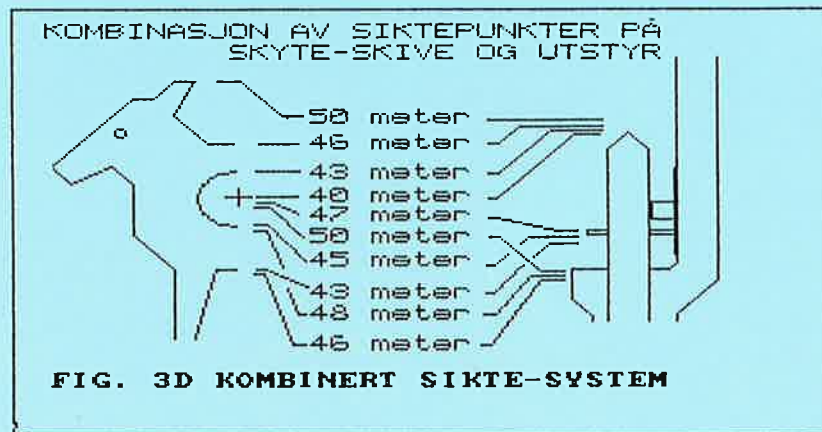 KOMBINASJON AV SIKTEPUNKTER PÅ
SKYTE-SKIVE OG UTSTYR
50 meter
46 meter
43 meter
40 meter
47 meter
50 meter
45 meter
43 meter
48 meter
46 meter
FIG. 3D KOMBINERT SIKTE-SYSTEM